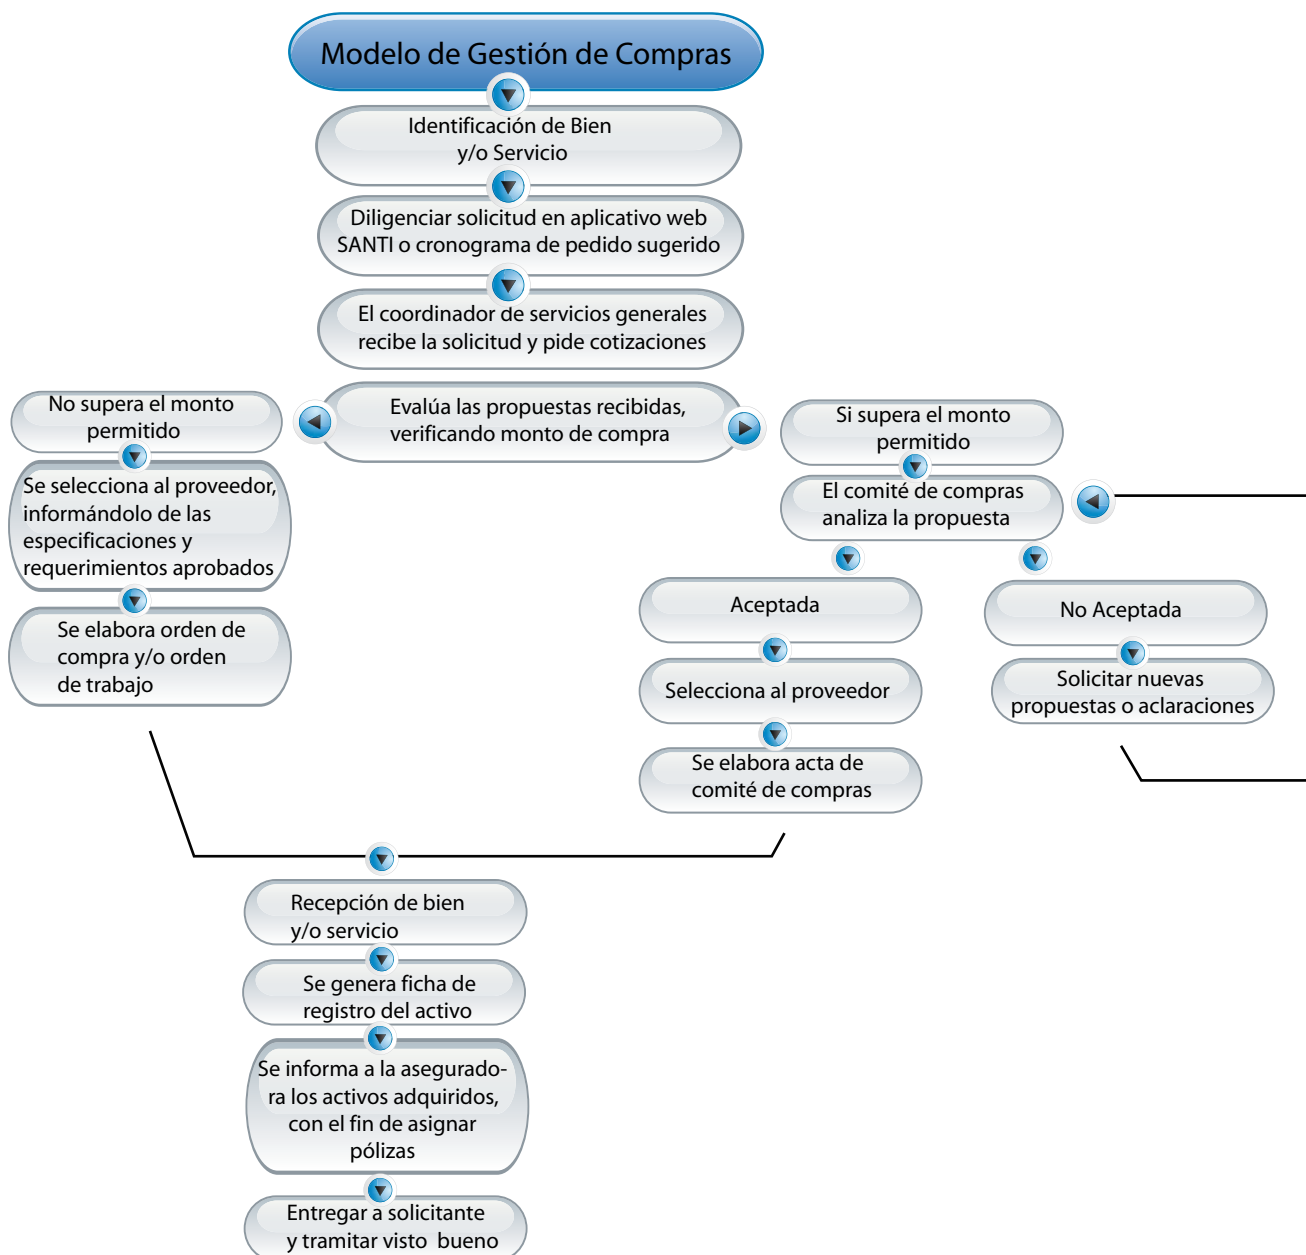 Modelo de Gestión de Compras
Identificación de Bien
y/o Servicio
Diligenciar solicitud en aplicativo web
SANTI o cronograma de pedido sugerido
El coordinador de servicios generales
recibe la solicitud y pide cotizaciones
Evalúa las propuestas recibidas,
verificando monto de compra
No supera el monto
permitido
Se selecciona al proveedor,
informándolo de las
especificaciones y
requerimientos aprobados
Se elabora orden de
compra y/o orden
de trabajo
Si supera el monto
permitido
El comité de compras
analiza la propuesta
Aceptada
Selecciona al proveedor
Se elabora acta de
comité de compras
No Aceptada
Solicitar nuevas
propuestas o aclaraciones
Recepción de bien
y/o servicio
Se genera ficha de
registro del activo
Se informa a la asegurado-
ra los activos adquiridos,
con el fin de asignar
pólizas
Entregar a solicitante
y tramitar visto bueno